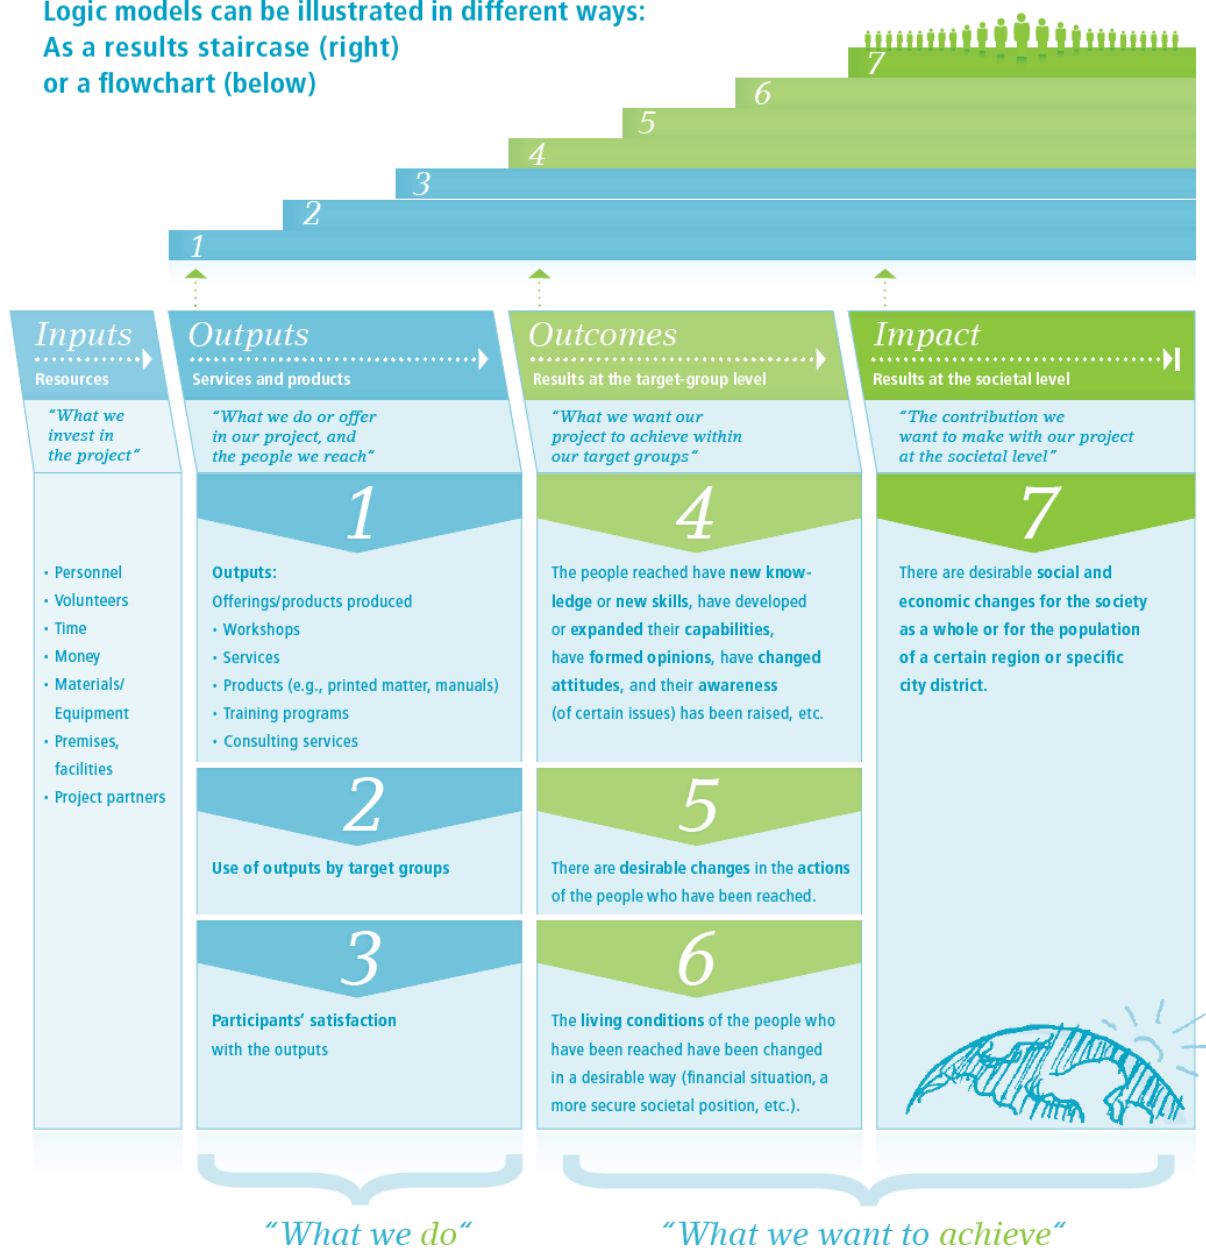 Logic models can be illustrated in different ways:
As a results staircase (right)
or a flowchart (below)
7
6
5
4
3
2
1
Inputs
Resources
“What we
invest in
the project“
• Personnel
• Volunteers
• Time
• Money
• Materials/
Equipment
• Premises,
facilities
• Project partners
Outputs
Services and products
“What we do or offer
in our project, and
the people we reach“
1
Outputs:
Offerings/products produced
• Workshops
• Services
• Products (e.g., printed matter, manuals)
• Training programs
• Consulting services
2
Use of outputs by target groups
3
Participants’ satisfaction
with the outputs
Outcomes
Results at the target-group level
“What we want our
project to achieve within
our target groups“
4
The people reached have new know-
ledge or new skills, have developed
or expanded their capabilities,
have formed opinions, have changed
attitudes, and their awareness
(of certain issues) has been raised, etc.
5
There are desirable changes in the actions
of the people who have been reached.
6
The living conditions of the people who
have been reached have been changed
in a desirable way (financial situation, a
more secure societal position, etc.).
Impact
Results at the societal level
“The contribution we
want to make with our project
at the societal level”
7
There are desirable social and
economic changes for the society
as a whole or for the population
of a certain region or specific
city district.
“What we do“
“What we want to achieve“